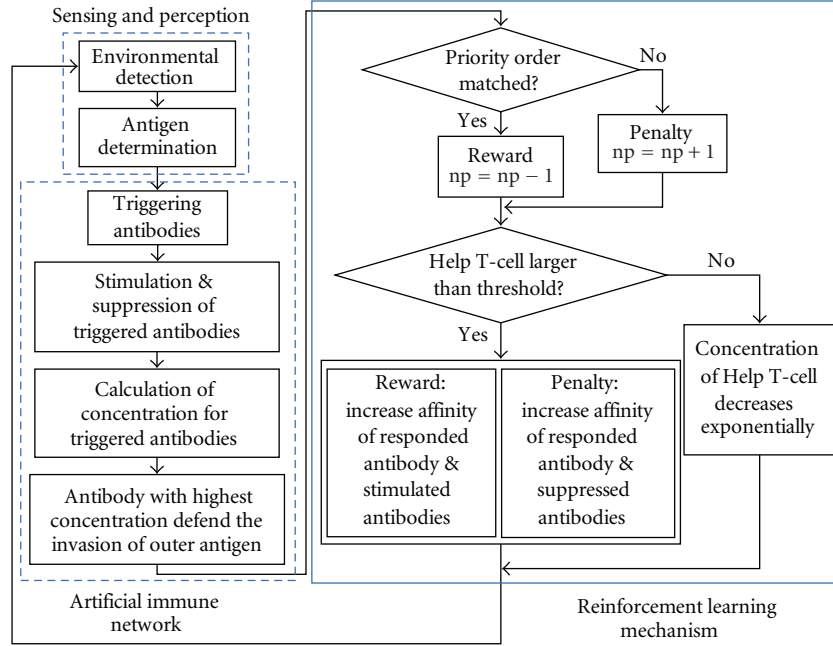 Sensing and perception
Environmental
detection
Antigen
determination
Triggering
antibodies
Stimulation &
suppression of
triggered antibodies
Calculation of
concentration for
triggered antibodies
Antibody with highest
concentration defend the
invasion of outer antigen
Artificial immune
network
Priority order
matched?
No
Yes
Penalty
np = np + 1
Reward
np = np − 1
Help T-cell larger
than threshold?
No
Yes
Concentration
of Help T-cell
decreases
exponentially
Reward:
increase affinity
of responded
antibody &
stimulated
antibodies
Penalty:
increase affinity
of responded
antibody &
suppressed
antibodies
Reinforcement learning
mechanism